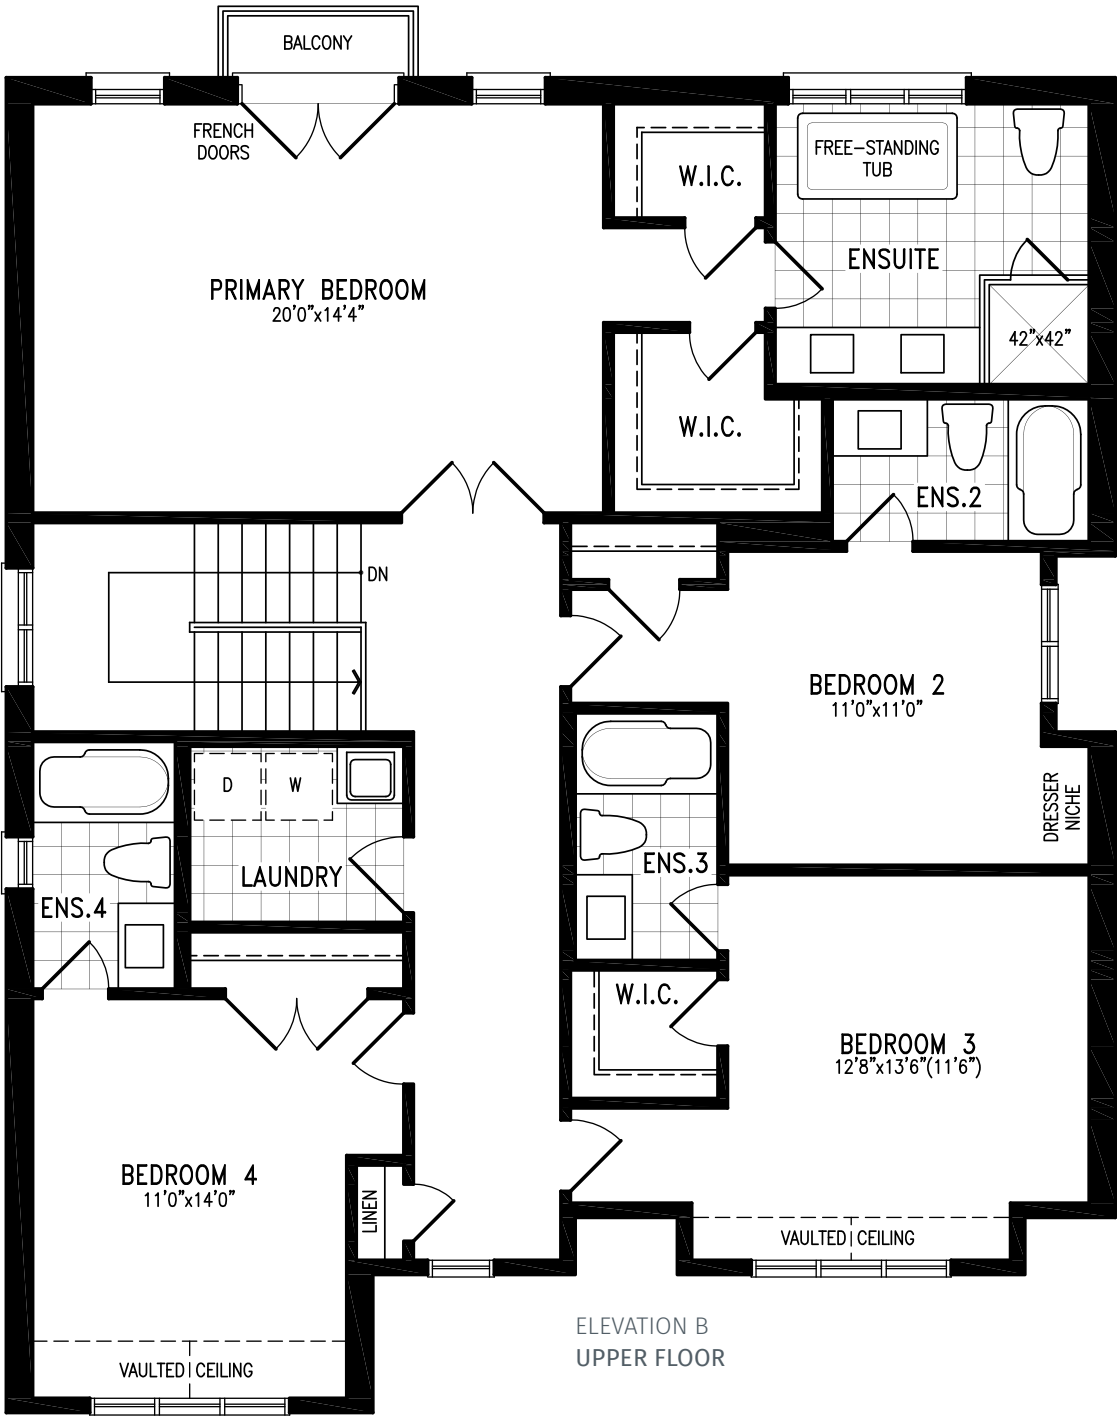 BALCONY
FRENCH
DOORS
W.I.C.
FREE-STANDING
TUB
ENSUITE
PRIMARY BEDROOM
20'0"x14'4"
42"x42"
W.I.C.
ENS.2
DN
BEDROOM 2
11'0"x11'0"
D
W
DRESSER
NICHE
LAUNDRY
ENS.3
ENS.4
W.I.C.
BEDROOM 3
12'8"x13'6"(11'6")
BEDROOM 4
11'0"x14'0"
LINEN
VAULTED CEILING
ELEVATION B
UPPER FLOOR
VAULTED CEILING